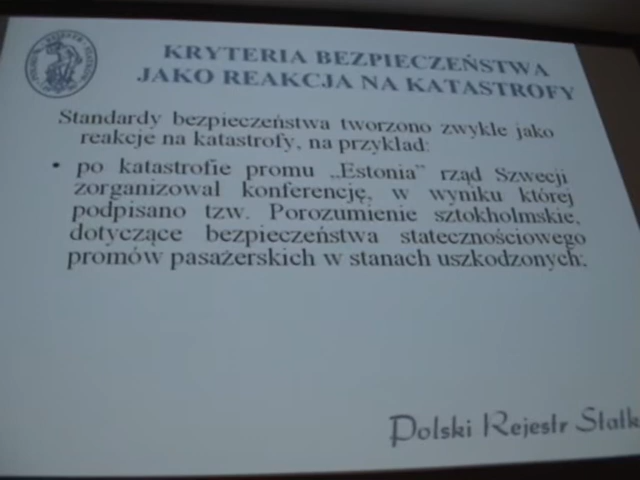 KRYTERIA BEZPIECZEŃSTWA
JAKO REAKCJA NA KATASTROFY
Standardy bezpieczeństwa tworzono zwykle jako
reakcje na katastrofy, na przykład:
• po katastrofie promu „Estonia” rząd Szwecji
zorganizował konferencję, w wyniku której
podpisano tzw. Porozumienie sztokholmskie,
dotyczące bezpieczeństwa statecznościowego
promów pasażerskich w stanach uszkodzonych;
Polski Rejestr Statk